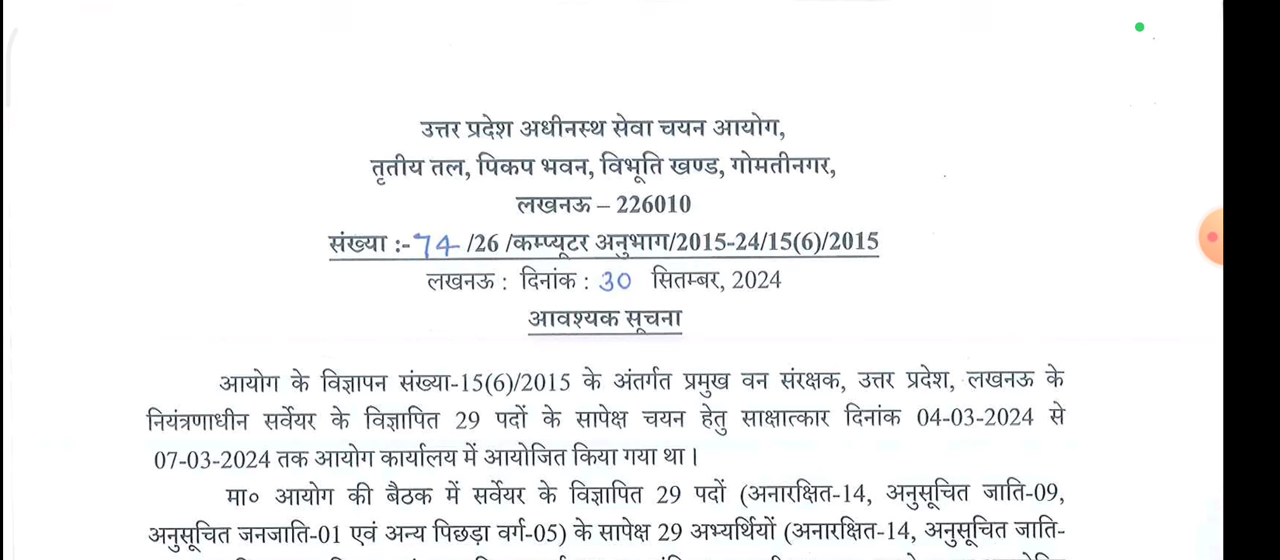 उत्तर प्रदेश अधीनस्थ सेवा चयन आयोग,
तृतीय तल, पिकप भवन, विभूति खण्ड, गोमतीनगर,
लखनऊ – 226010
संख्या :- 74 /26 /कम्प्यूटर अनुभाग/2015-24/15(6)/2015
लखनऊ : दिनांक : 30 सितम्बर, 2024
आवश्यक सूचना
आयोग के विज्ञापन संख्या-15(6)/2015 के अंतर्गत प्रमुख वन संरक्षक, उत्तर प्रदेश, लखनऊ के
नियंत्रणाधीन सर्वेयर के विज्ञापित 29 पदों के सापेक्ष चयन हेतु साक्षात्कार दिनांक 04-03-2024 से
07-03-2024 तक आयोग कार्यालय में आयोजित किया गया था।
मा० आयोग की बैठक में सर्वेयर के विज्ञापित 29 पदों (अनारक्षित-14, अनुसूचित जाति-09,
अनुसूचित जनजाति-01 एवं अन्य पिछड़ा वर्ग-05) के सापेक्ष 29 अभ्यर्थियों (अनारक्षित-14, अनुसूचित जाति-